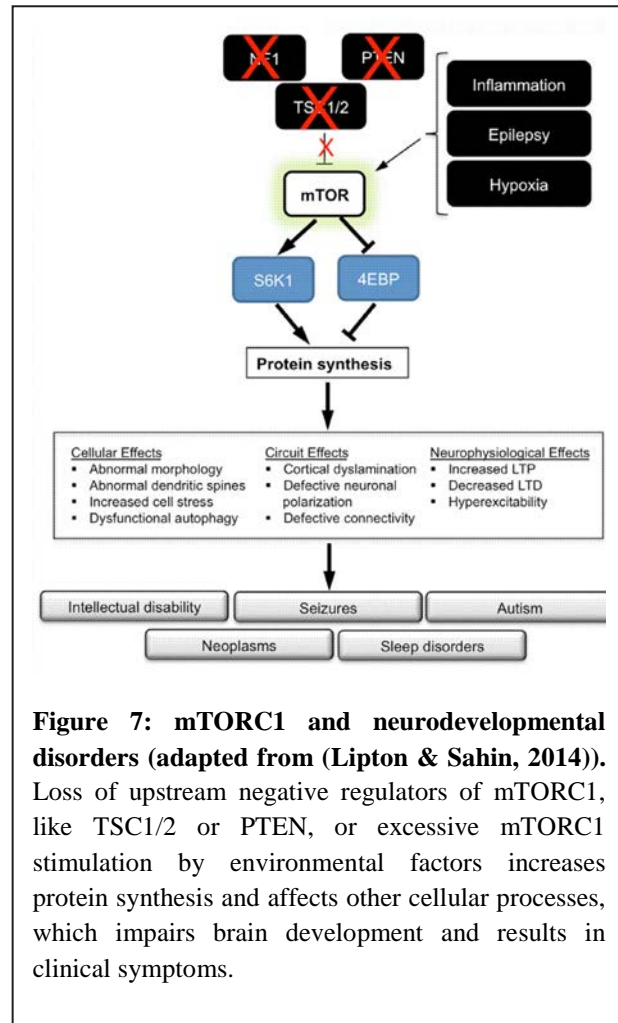 NF1
PTEN
TSC1/2
Inflammation
Epilepsy
Hypoxia
mTOR
S6K1
4EBP
Protein synthesis
Cellular Effects
▪ Abnormal morphology
▪ Abnormal dendritic spines
▪ Increased cell stress
▪ Dysfunctional autophagy
Circuit Effects
▪ Cortical dyslamination
▪ Defective neuronal
polarization
▪ Defective connectivity
Neurophysiological Effects
▪ Increased LTP
▪ Decreased LTD
▪ Hyperexcitability
Intellectual disability
Seizures
Autism
Neoplasms
Sleep disorders
Figure 7: mTORC1 and neurodevelopmental
disorders (adapted from (Lipton & Sahin, 2014)).
Loss of upstream negative regulators of mTORC1,
like TSC1/2 or PTEN, or excessive mTORC1
stimulation by environmental factors increases
protein synthesis and affects other cellular processes,
which impairs brain development and results in
clinical symptoms.